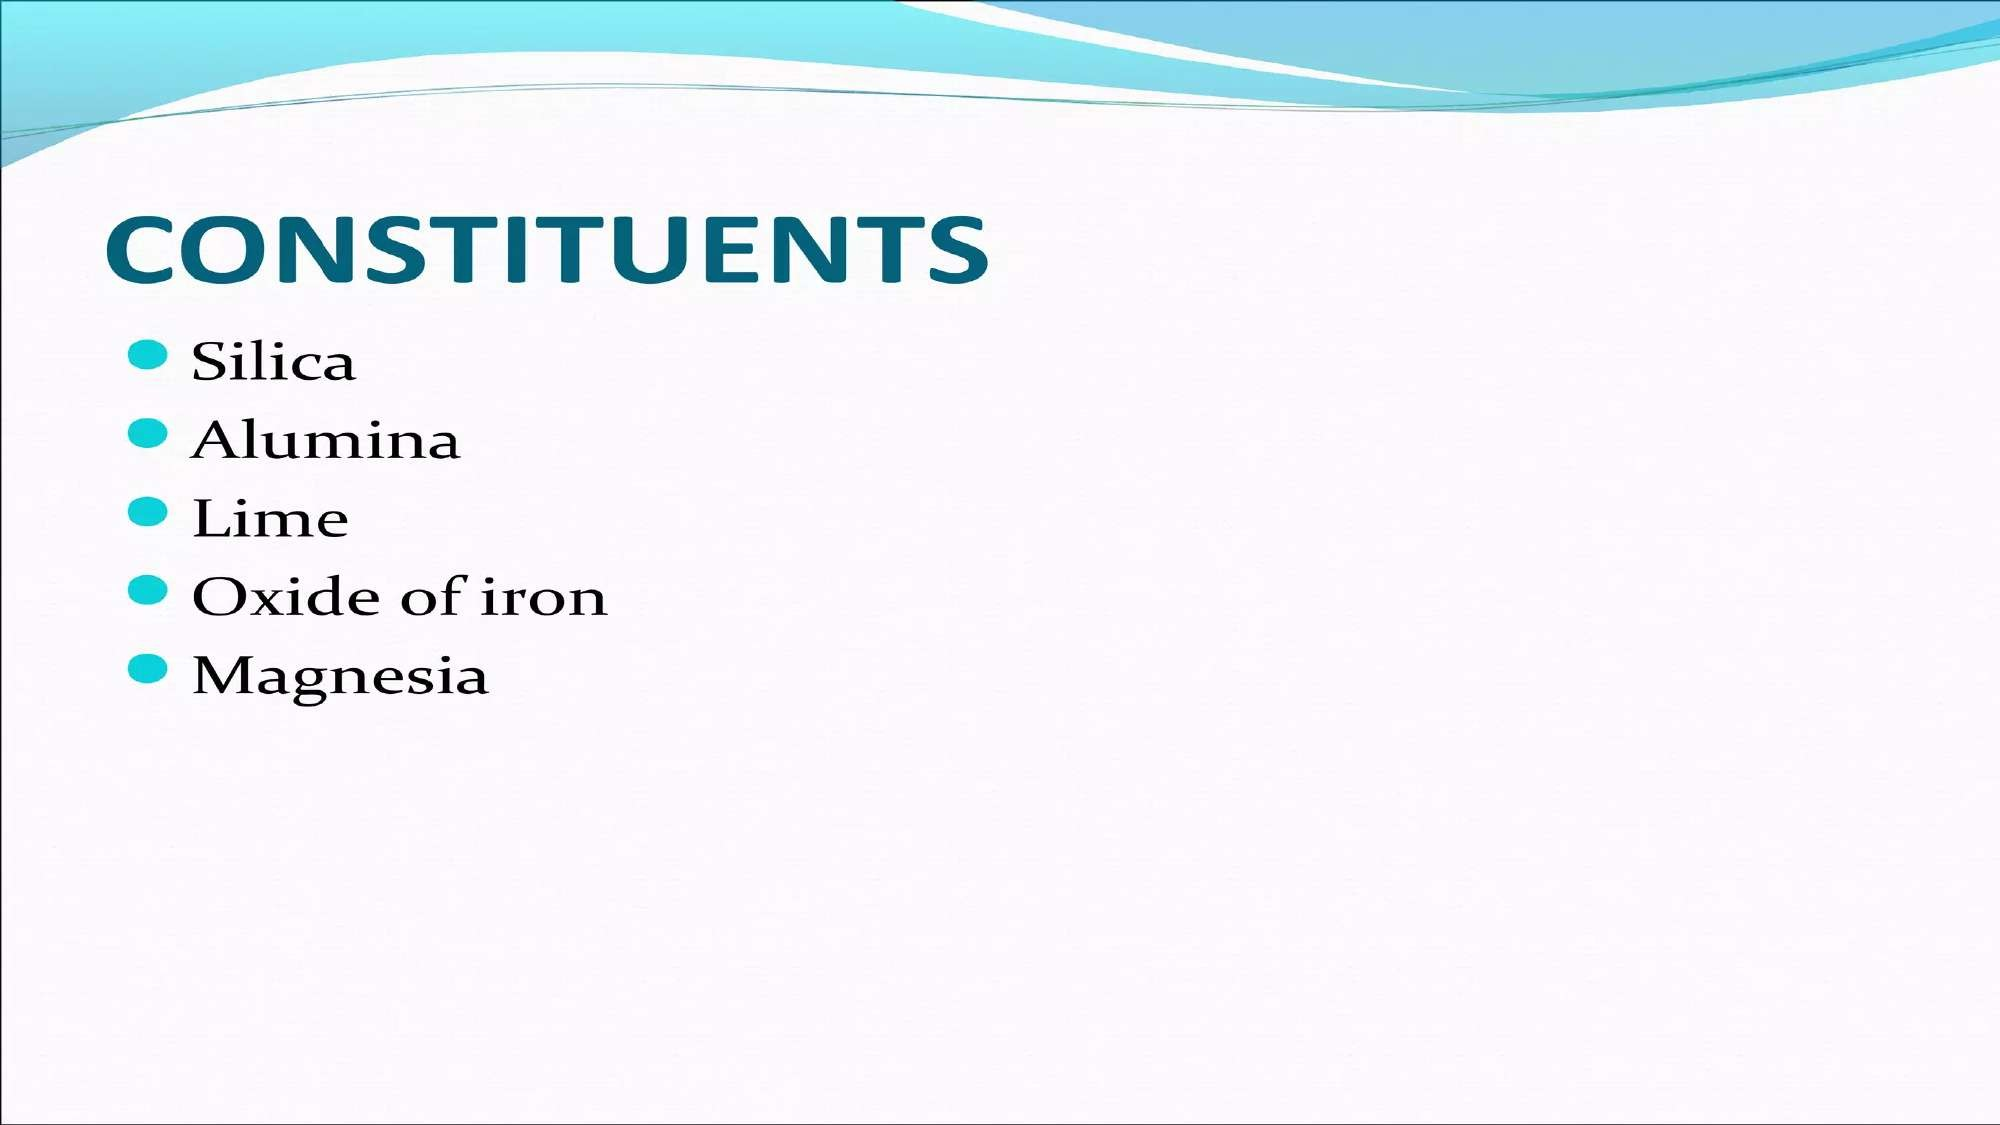 CONSTITUENTS
Silica
Alumina
Lime
Oxide of iron
Magnesia